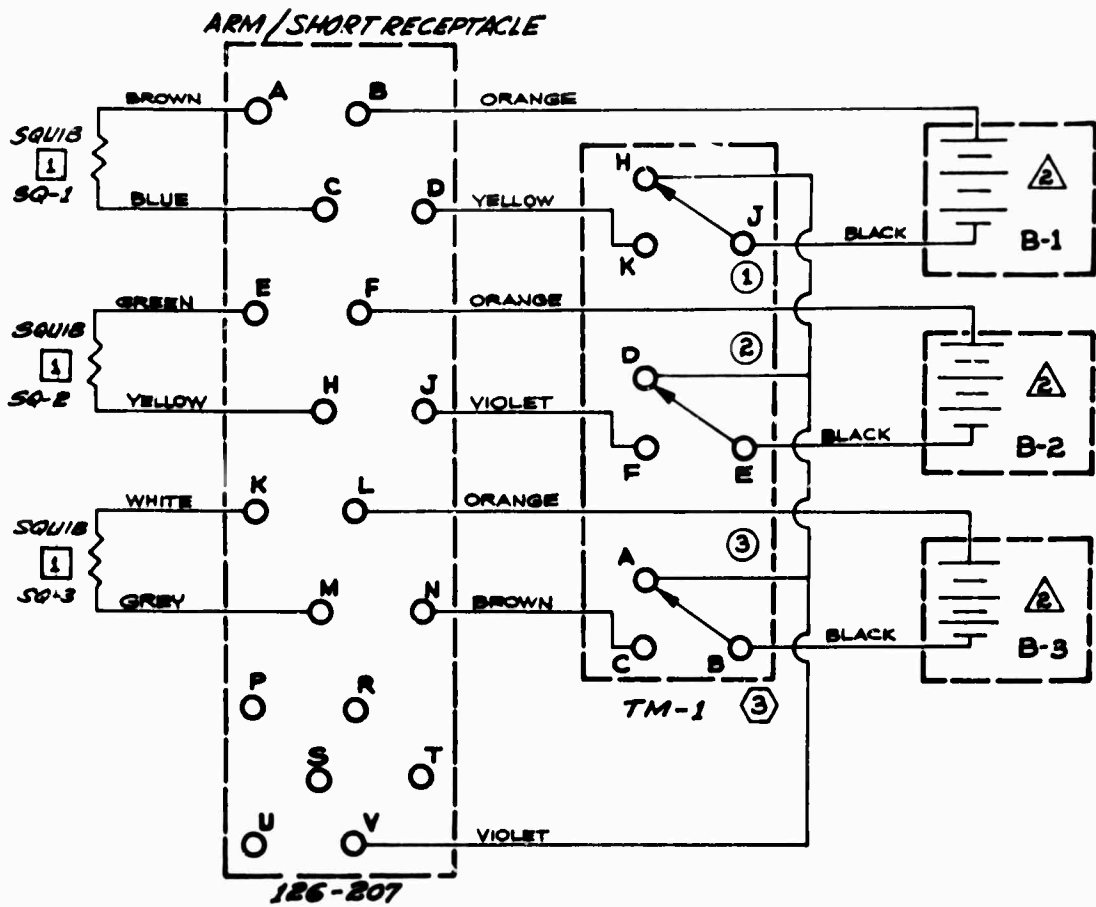 ARM/SHORT RECEPTACLE
A
B
BROWN
ORANGE
SQUIB
1
SQ-1
BLUE
C
D
YELLOW
H
J
K
1
BLACK
2
B-1
E
F
GREEN
ORANGE
SQUIB
1
SQ-2
YELLOW
H
J
VIOLET
2
D
F
E
BLACK
2
B-2
K
L
WHITE
ORANGE
SQUIB
1
SQ-3
GREY
M
N
BROWN
3
A
C
B
BLACK
2
B-3
TM-1
3
P
R
S
T
U
V
VIOLET
126-207